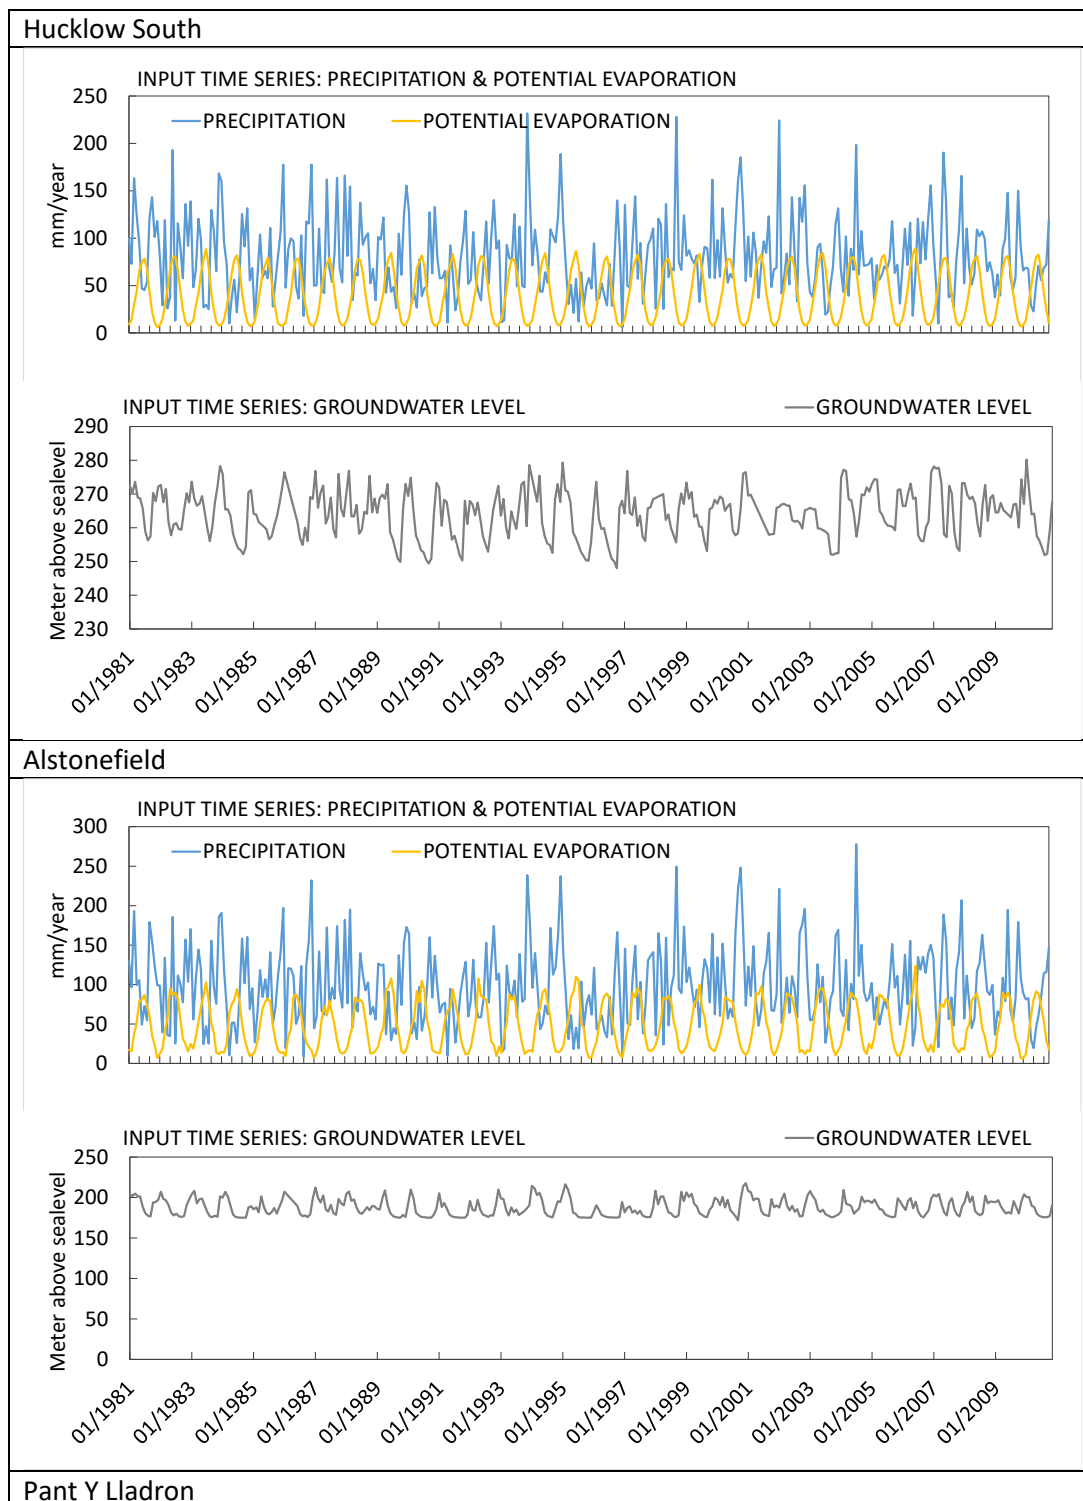 Hucklow South
INPUT TIME SERIES: PRECIPITATION & POTENTIAL EVAPORATION
250
PRECIPITATION POTENTIAL EVAPORATION
200
150
100
50
0
mm/year
INPUT TIME SERIES: GROUNDWATER LEVEL GROUNDWATER LEVEL
290
280
270
260
250
240
230
Meter above sealevel
01/1981 01/1983 01/1985 01/1987 01/1989 01/1991 01/1993 01/1995 01/1997 01/1999 01/2001 01/2003 01/2005 01/2007 01/2009
Alstonefield
INPUT TIME SERIES: PRECIPITATION & POTENTIAL EVAPORATION
300
PRECIPITATION POTENTIAL EVAPORATION
250
200
150
100
50
0
mm/year
INPUT TIME SERIES: GROUNDWATER LEVEL GROUNDWATER LEVEL
250
200
150
100
50
0
Meter above sealevel
01/1981 01/1983 01/1985 01/1987 01/1989 01/1991 01/1993 01/1995 01/1997 01/1999 01/2001 01/2003 01/2005 01/2007 01/2009
Pant Y Lladron